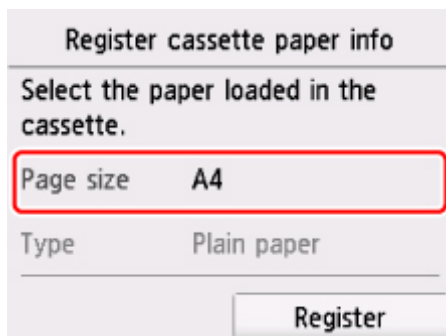 Register cassette paper info
Select the paper loaded in the
cassette.
Page size A4
Type Plain paper
Register